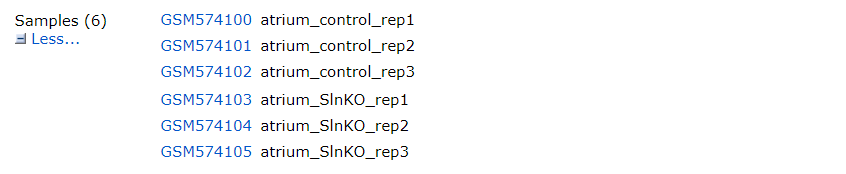 Samples (6)
Less...
GSM574100 atrium_control_rep1
GSM574101 atrium_control_rep2
GSM574102 atrium_control_rep3
GSM574103 atrium_SlnKO_rep1
GSM574104 atrium_SlnKO_rep2
GSM574105 atrium_SlnKO_rep3